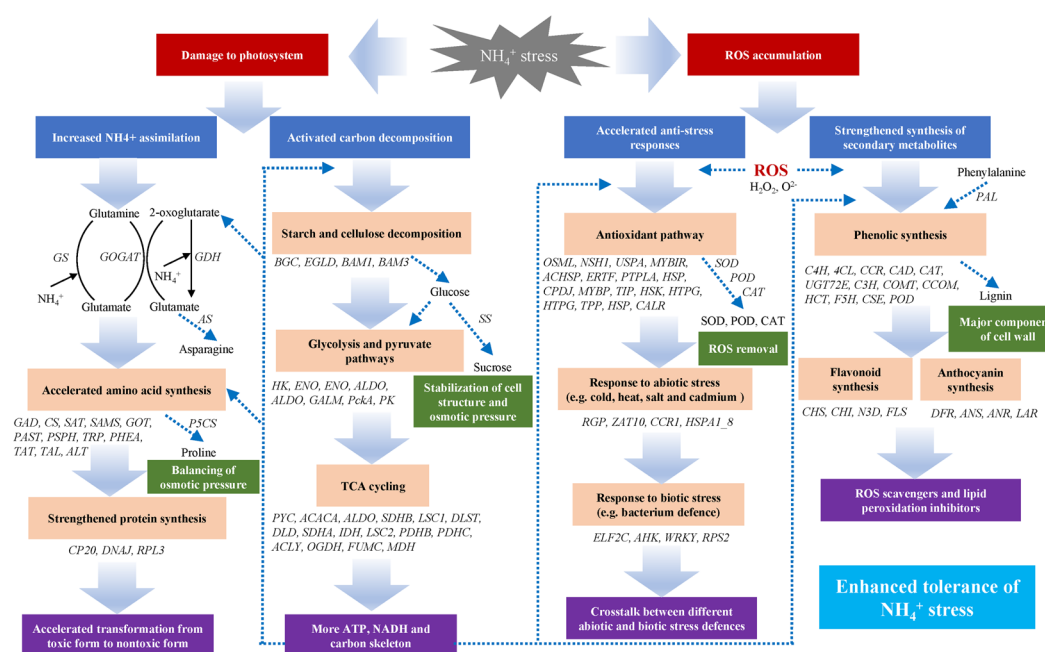 NH4+ stress
Damage to photosystem
ROS accumulation
Increased NH4+ assimilation
Activated carbon decomposition
Accelerated anti-stress
responses
Strengthened synthesis of
secondary metabolites
ROS
H2O2, O2-
Phenylalanine
PAL
Glutamine
2-oxoglutarate
GS
GOGAT
GDH
NH4+
NH4+
Glutamate
Glutamate
AS
Asparagine
Accelerated amino acid synthesis
GAD, CS, SAT, SAMS, GOT,
PAST, PSPH, TRP, PHEA,
TAT, TAL, ALT
P5CS
Proline
Balancing of
osmotic pressure
Strengthened protein synthesis
CP20, DNAJ, RPL3
Accelerated transformation from
toxic form to nontoxic form
Starch and cellulose decomposition
BGC, EGLD, BAM1, BAM3
Glucose
SS
Sucrose
Glycolysis and pyruvate
pathways
HK, ENO, ENO, ALDO,
ALDO, GALM, PckA, PK
Stabilization of cell
structure and
osmotic pressure
TCA cycling
PYC, ACACA, ALDO, SDHB, LSC1, DLST,
DLD, SDHA, IDH, LSC2, PDHB, PDHC,
ACLY, OGDH, FUMC, MDH
More ATP, NADH and
carbon skeleton
Antioxidant pathway
OSML, NSH1, USPA, MYBIR,
ACHSP, ERTF, PTPLA, HSP,
CPDJ, MYBP, TIP, HSK, HTPG,
HTPG, TPP, HSP, CALR
SOD
POD
CAT
SOD, POD, CAT
ROS removal
Response to abiotic stress
(e.g. cold, heat, salt and cadmium )
RGP, ZAT10, CCR1, HSPA1_8
Response to biotic stress
(e.g. bacterium defence)
ELF2C, AHK, WRKY, RPS2
Crosstalk between different
abiotic and biotic stress defences
Phenolic synthesis
C4H, 4CL, CCR, CAD, CAT,
UGT72E, C3H, COMT, CCOM,
HCT, F5H, CSE, POD
Lignin
Major component
of cell wall
Flavonoid
synthesis
Anthocyanin
synthesis
CHS, CHI, N3D, FLS
DFR, ANS, ANR, LAR
ROS scavengers and lipid
peroxidation inhibitors
Enhanced tolerance of
NH4+ stress